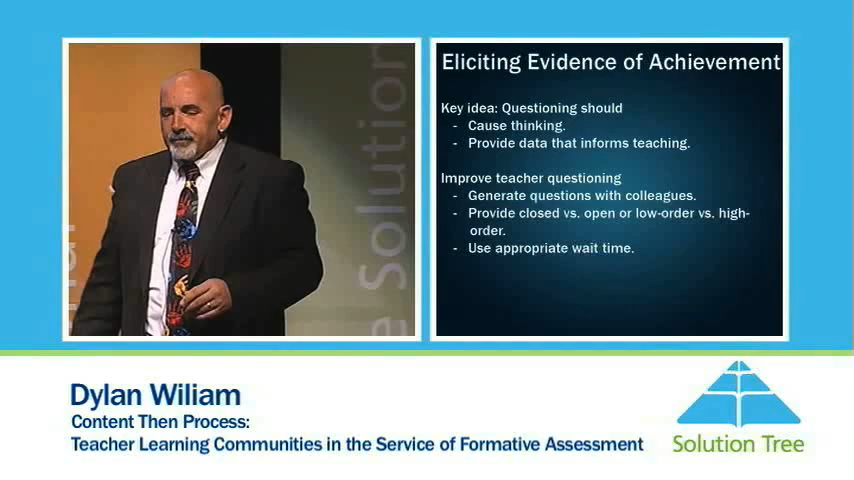 Eliciting Evidence of Achievement
Key idea: Questioning should
- Cause thinking.
- Provide data that informs teaching.
Improve teacher questioning
- Generate questions with colleagues.
- Provide closed vs. open or low-order vs. high-
order.
- Use appropriate wait time.
e Solution
Dylan Wiliam
Content Then Process:
Teacher Learning Communities in the Service of Formative Assessment
Solution Tree